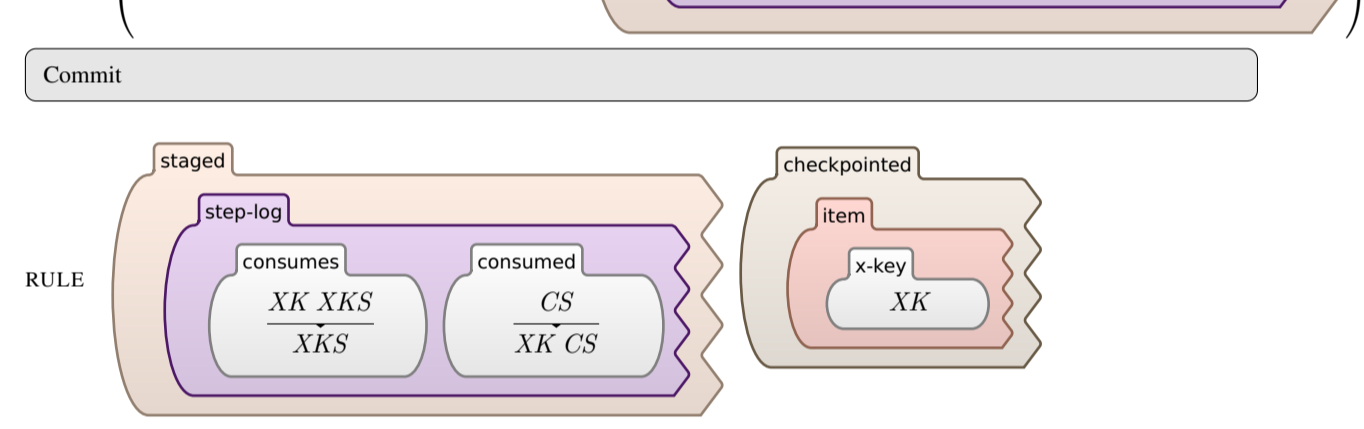 Commit
staged
checkpointed
step-log
item
consumes
consumed
x-key
RULE
XK XKS
XKS
CS
XK CS
XK